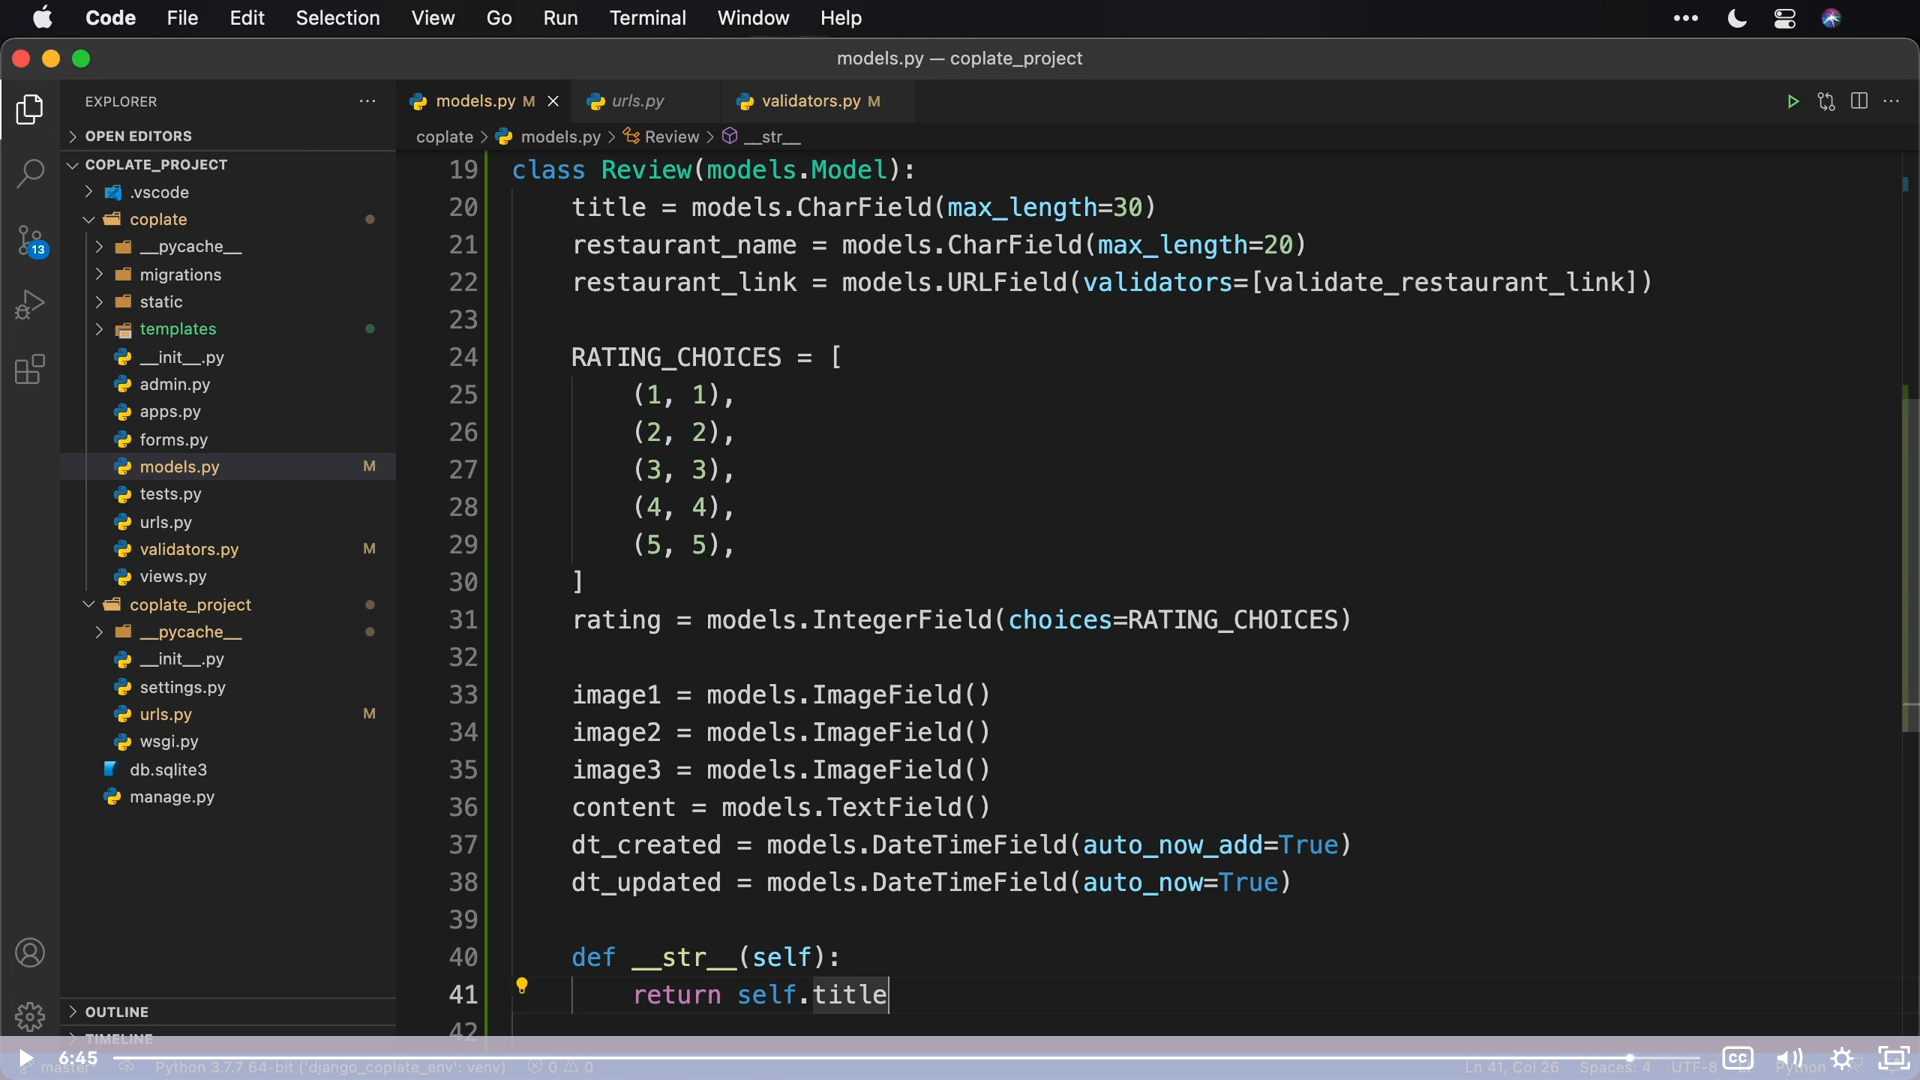 Code File Edit Selection View Go Run Terminal Window Help
models.py — coplate_project
EXPLORER
models.py M
urls.py
validators.py M
OPEN EDITORS
coplate > models.py > Review > __str__
COPLATE_PROJECT
.vscode
coplate
__pycache__
migrations
static
templates
__init__.py
admin.py
apps.py
forms.py
models.py M
tests.py
urls.py
validators.py M
views.py
coplate_project
__pycache__
__init__.py
settings.py
urls.py M
wsgi.py
db.sqlite3
manage.py
OUTLINE
TIMELINE
13
19 class Review(models.Model):
20 title = models.CharField(max_length=30)
21 restaurant_name = models.CharField(max_length=20)
22 restaurant_link = models.URLField(validators=[validate_restaurant_link])
23
24 RATING_CHOICES = [
25 (1, 1),
26 (2, 2),
27 (3, 3),
28 (4, 4),
29 (5, 5),
30 ]
31 rating = models.IntegerField(choices=RATING_CHOICES)
32
33 image1 = models.ImageField()
34 image2 = models.ImageField()
35 image3 = models.ImageField()
36 content = models.TextField()
37 dt_created = models.DateTimeField(auto_now_add=True)
38 dt_updated = models.DateTimeField(auto_now=True)
39
40 def __str__(self):
41 return self.title
42
6:45
CC
master* Python 3.7.7 64-bit ('django_coplate_env': venv) 0 0 Ln 41, Col 26 Spaces: 4 UTF-8 Python